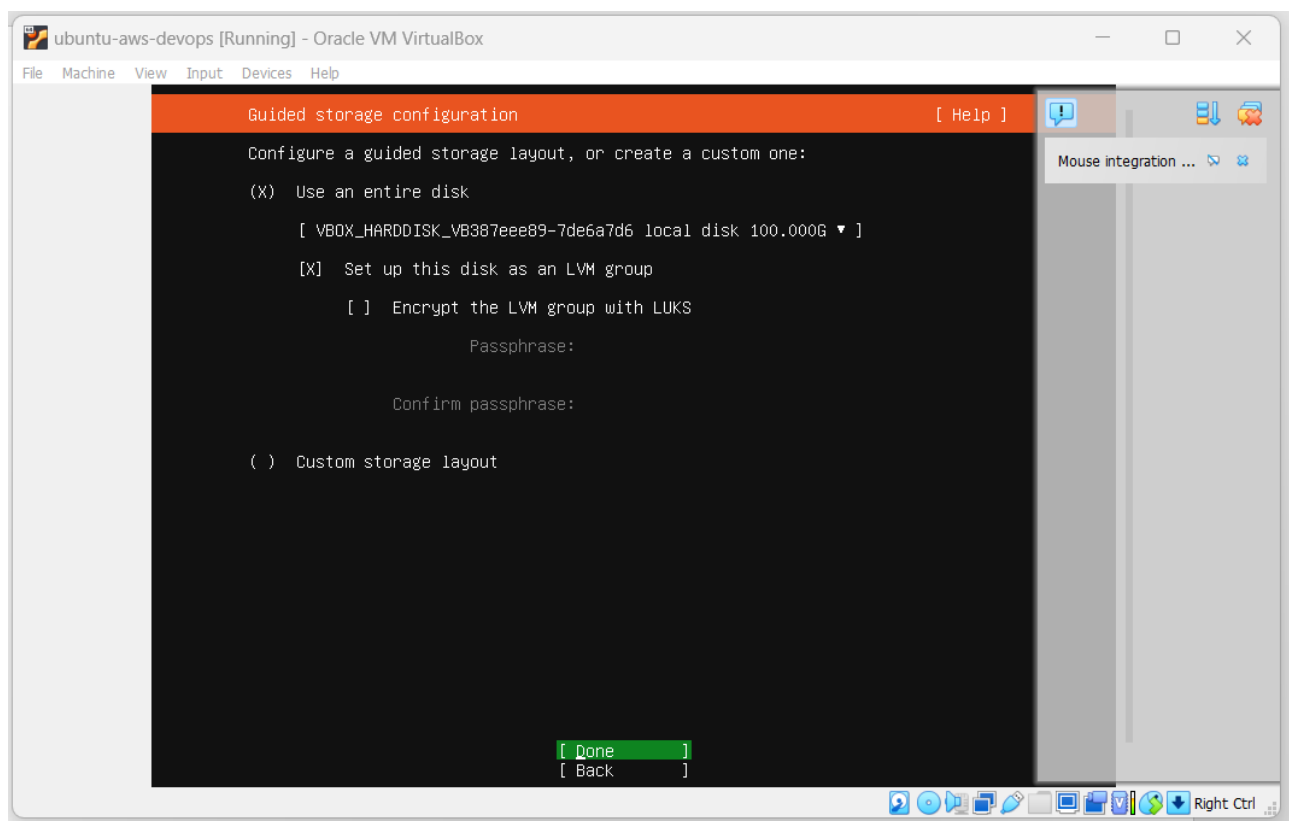 ubuntu-aws-devops [Running] - Oracle VM VirtualBox
File Machine View Input Devices Help
Guided storage configuration [ Help ]
Configure a guided storage layout, or create a custom one:
(X) Use an entire disk
[ VBOX_HARDDISK_VB387eee89-7de6a7d6 local disk 100.000G ▾ ]
[X] Set up this disk as an LVM group
[ ] Encrypt the LVM group with LUKS
Passphrase:
Confirm passphrase:
( ) Custom storage layout
[ Done ]
[ Back ]
Mouse integration ...
Right Ctrl